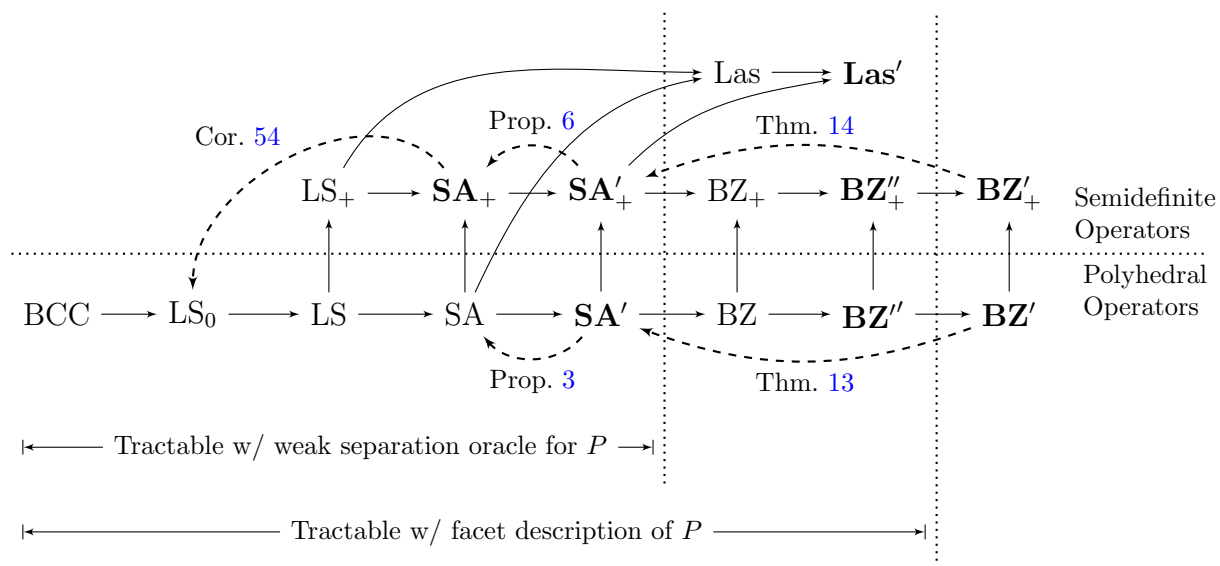 Las
Las′
Prop. 6
Thm. 14
Cor. 54
LS₊
SA₊
SA′₊
BZ₊
BZ′′₊
BZ′₊
Semidefinite
Operators
Polyhedral
Operators
BCC
LS₀
LS
SA
SA′
BZ
BZ′′
BZ′
Prop. 3
Thm. 13
Tractable w/ weak separation oracle for P
Tractable w/ facet description of P